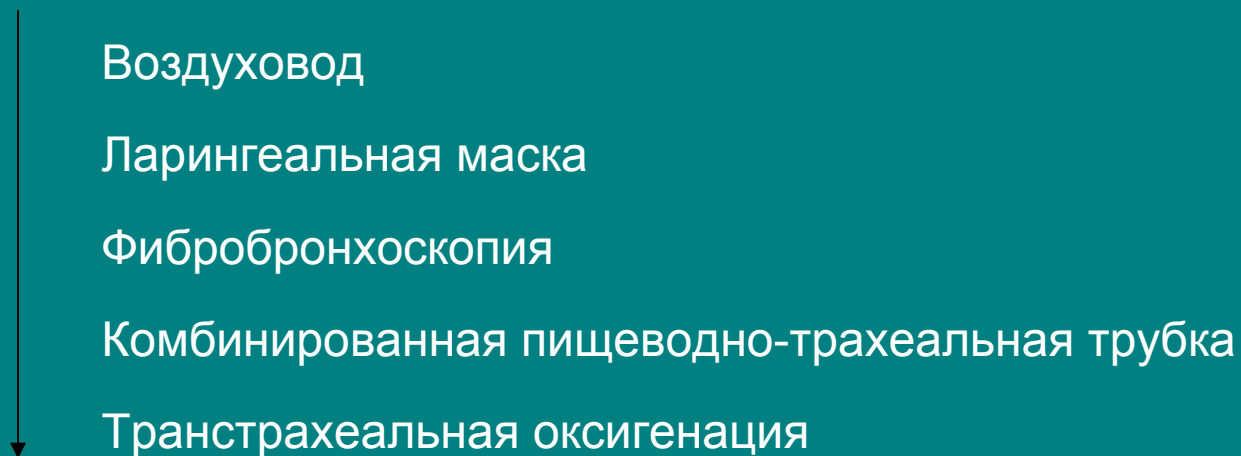 Воздуховод
Ларингеальная маска
Фибробронхоскопия
Комбинированная пищеводно-трахеальная трубка
Транстрахеальная оксигенация